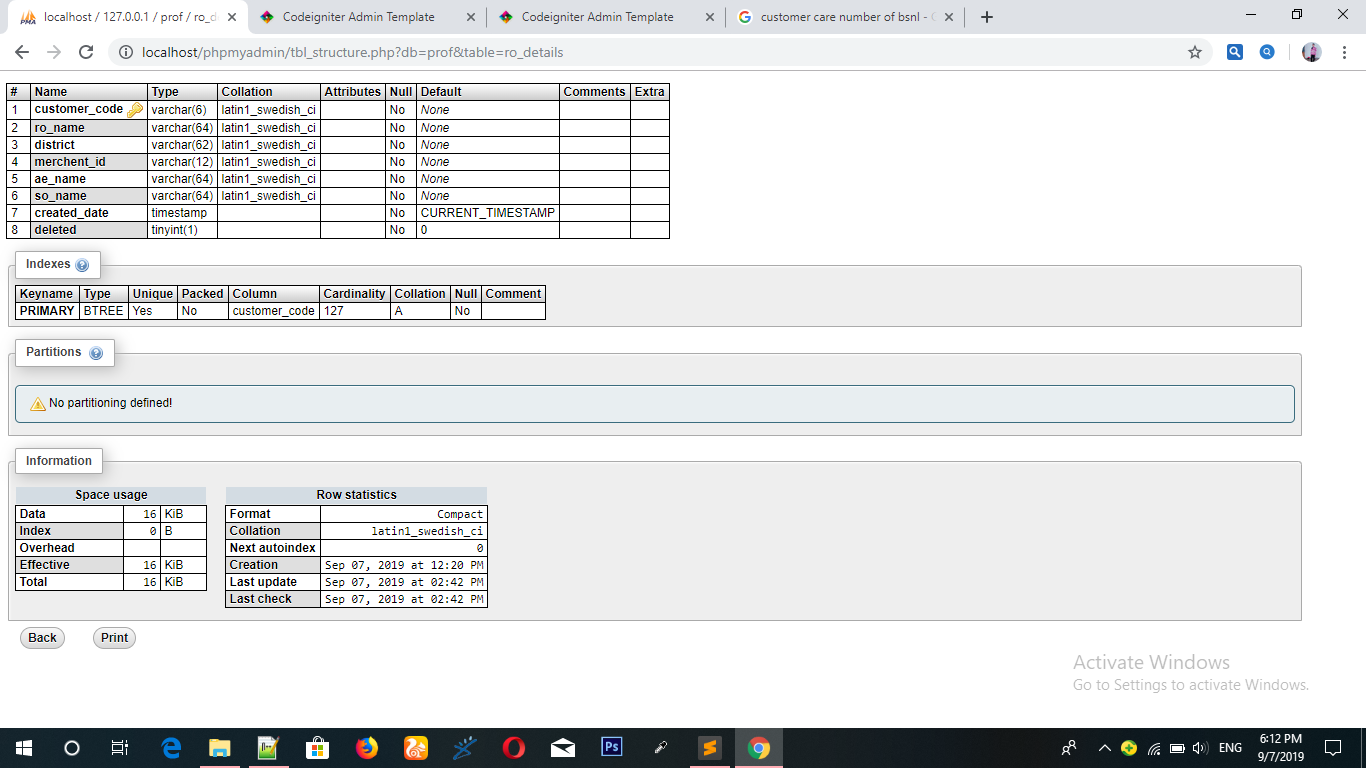 localhost / 127.0.0.1 / prof / ro_d
Codeigniter Admin Template
Codeigniter Admin Template
customer care number of bsnl -
localhost/phpmyadmin/tbl_structure.php?db=prof&table=ro_details
# Name Type Collation Attributes Null Default Comments Extra
1 customer_code varchar(6) latin1_swedish_ci No None
2 ro_name varchar(64) latin1_swedish_ci No None
3 district varchar(62) latin1_swedish_ci No None
4 merchent_id varchar(12) latin1_swedish_ci No None
5 ae_name varchar(64) latin1_swedish_ci No None
6 so_name varchar(64) latin1_swedish_ci No None
7 created_date timestamp No CURRENT_TIMESTAMP
8 deleted tinyint(1) No 0
Indexes
Keyname Type Unique Packed Column Cardinality Collation Null Comment
PRIMARY BTREE Yes No customer_code 127 A No
Partitions
No partitioning defined!
Information
Space usage
Data 16 KiB
Index 0 B
Overhead
Effective 16 KiB
Total 16 KiB
Row statistics
Format Compact
Collation latin1_swedish_ci
Next autoindex 0
Creation Sep 07, 2019 at 12:20 PM
Last update Sep 07, 2019 at 02:42 PM
Last check Sep 07, 2019 at 02:42 PM
Back Print
Activate Windows
Go to Settings to activate Windows.
Ps
ENG
6:12 PM
9/7/2019